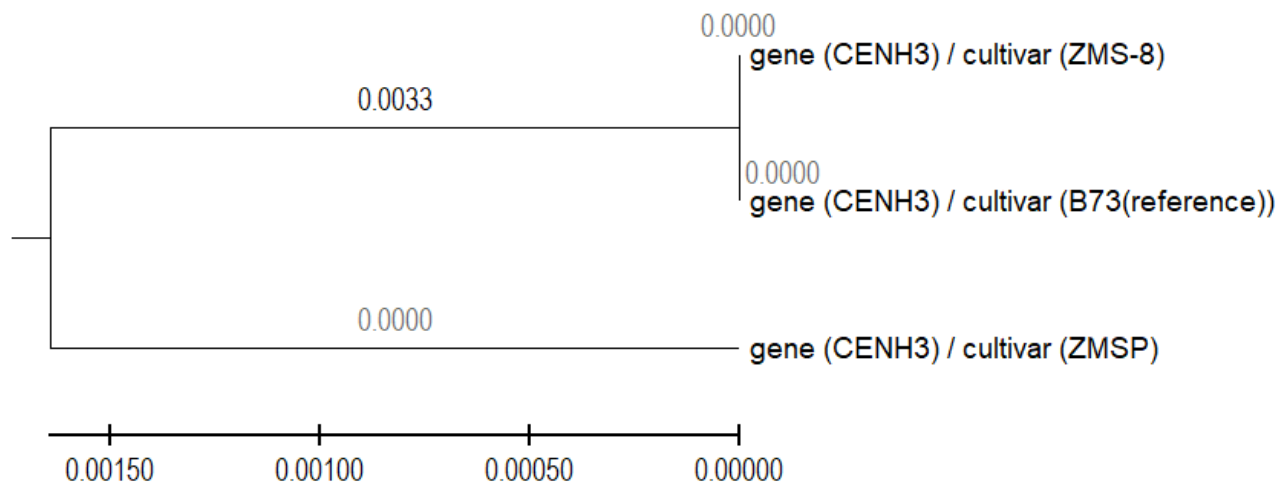 0.0000
gene (CENH3) / cultivar (ZMS-8)
0.0033
0.0000
gene (CENH3) / cultivar (B73(reference))
0.0000
gene (CENH3) / cultivar (ZMSP)
0.00150 0.00100 0.00050 0.00000